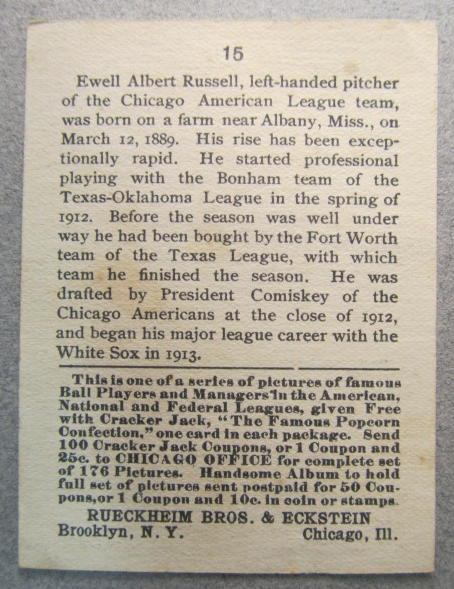 15
Ewell Albert Russell, left-handed pitcher
of the Chicago American League team,
was born on a farm near Albany, Miss., on
March 12, 1889. His rise has been excep-
tionally rapid. He started professional
playing with the Bonham team of the
Texas-Oklahoma League in the spring of
1912. Before the season was well under
way he had been bought by the Fort Worth
team of the Texas League, with which
team he finished the season. He was
drafted by President Comiskey of the
Chicago Americans at the close of 1912,
and began his major league career with the
White Sox in 1913.
This is one of a series of pictures of famous
Ball Players and Managers in the American,
National and Federal Leagues, given Free
with Cracker Jack, "The Famous Popcorn
Confection," one card in each package. Send
100 Cracker Jack Coupons, or 1 Coupon and
25c. to CHICAGO OFFICE for complete set
of 176 Pictures. Handsome Album to hold
full set of pictures sent postpaid for 50 Cou-
pons, or 1 Coupon and 10c. in coin or stamps.
RUECKHEIM BROS. & ECKSTEIN
Brooklyn, N. Y. Chicago, Ill.